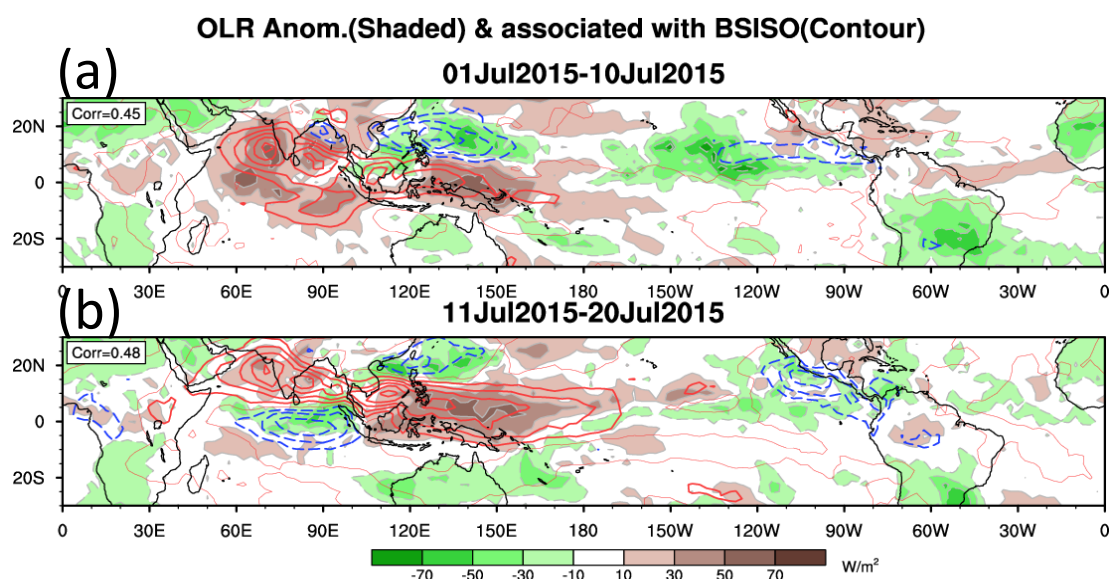 OLR Anom.(Shaded) & associated with BSISO(Contour)
(a)
01Jul2015-10Jul2015
Corr=0.45
20N
0
20S
0 30E 60E 90E 120E 150E 180 150W 120W 90W 60W 30W 0
(b)
11Jul2015-20Jul2015
Corr=0.48
20N
0
20S
0 30E 60E 90E 120E 150E 180 150W 120W 90W 60W 30W 0
-70 -50 -30 -10 10 30 50 70 W/m²